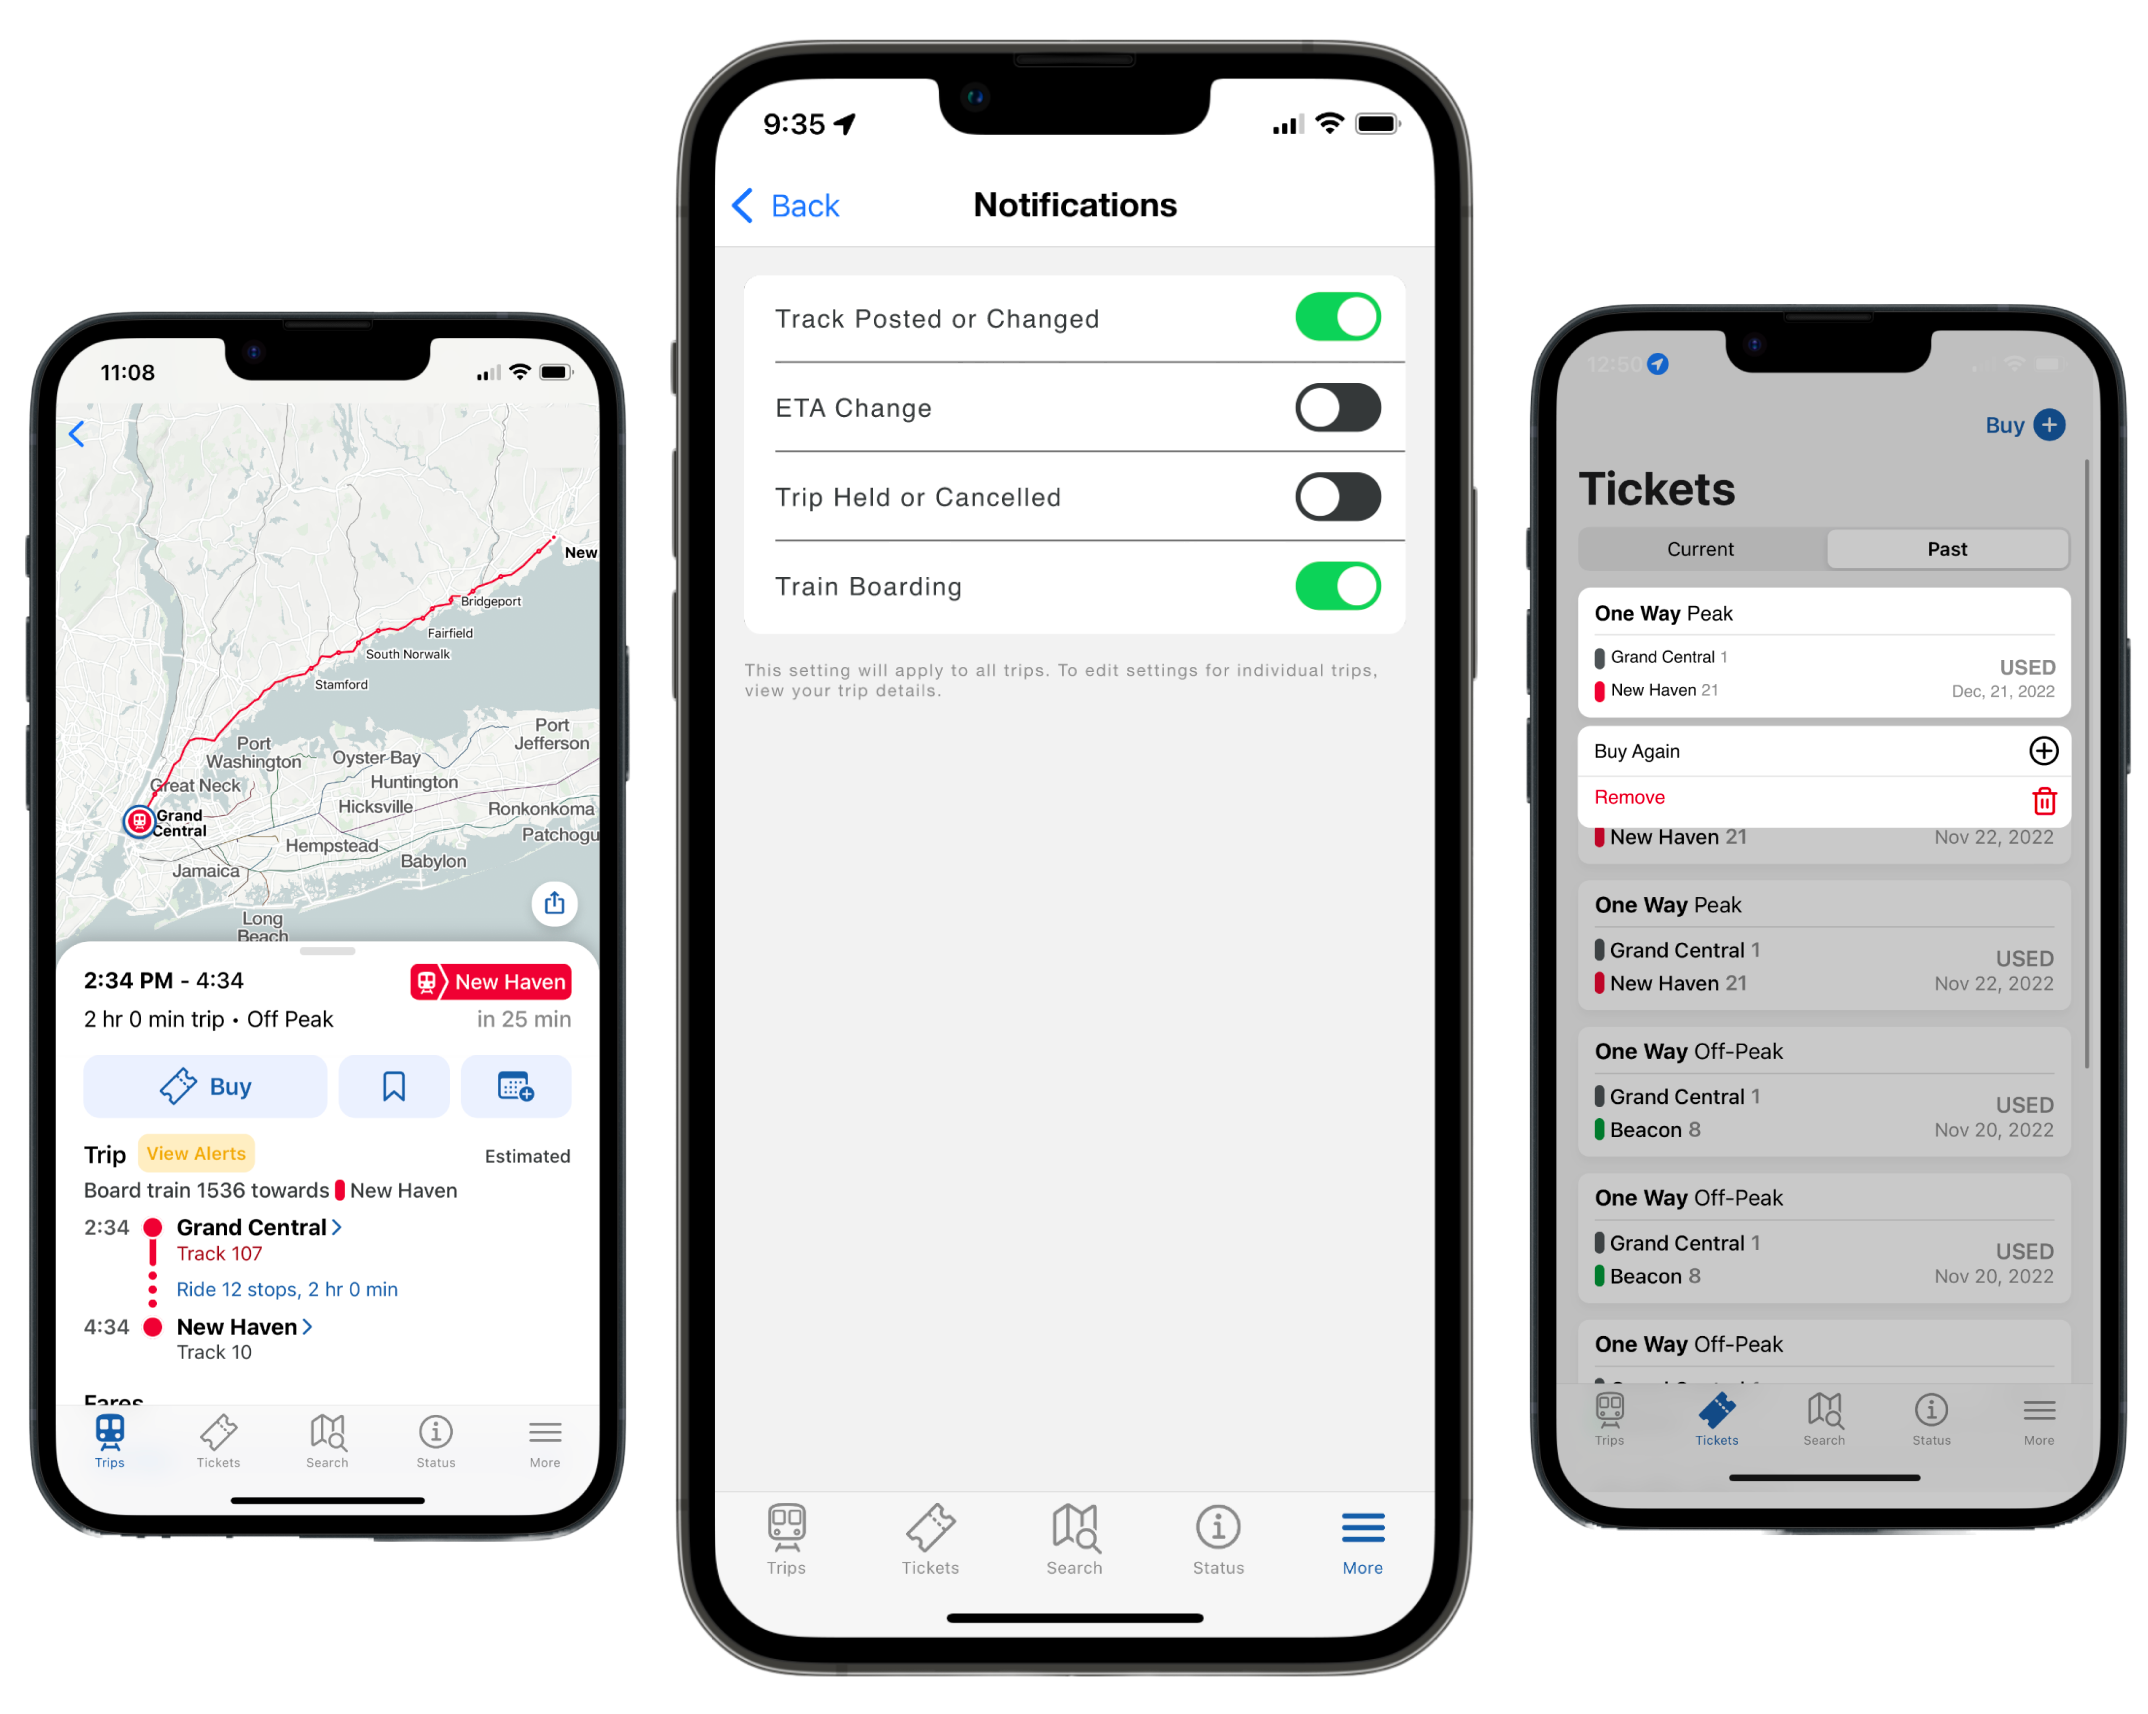 11:08
New
Bridgeport
Fairfield
South Norwalk
Stamford
Port
Jefferson
Port
Washington
Oyster Bay
Great Neck
Huntington
Hicksville
Ronkonkoma
Grand
Central
Patchogu
Hempstead
Babylon
Jamaica
Long
Beach
2:34 PM - 4:34
New Haven
2 hr 0 min trip • Off Peak
in 25 min
Buy
Trip
View Alerts
Estimated
Board train 1536 towards New Haven
2:34 Grand Central
Track 107
Ride 12 stops, 2 hr 0 min
4:34 New Haven
Track 10
Fares
Trips Tickets Search Status More
9:35
Back
Notifications
Track Posted or Changed
ETA Change
Trip Held or Cancelled
Train Boarding
This setting will apply to all trips. To edit settings for individual trips,
view your trip details.
Trips Tickets Search Status More
12:50
Buy
Tickets
Current Past
One Way Peak
Grand Central 1
USED
New Haven 21
Dec, 21, 2022
Buy Again
Remove
New Haven 21
Nov 22, 2022
One Way Peak
Grand Central 1
USED
New Haven 21
Nov 22, 2022
One Way Off-Peak
Grand Central 1
USED
Beacon 8
Nov 20, 2022
One Way Off-Peak
Grand Central 1
USED
Beacon 8
Nov 20, 2022
One Way Off-Peak
Trips Tickets Search Status More